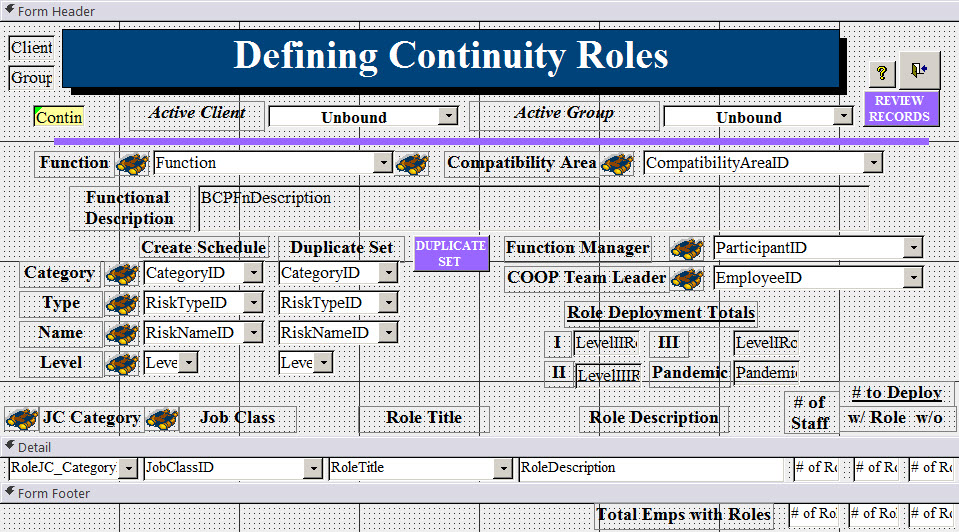 Form Header
Client
Defining Continuity Roles
Group
?
Contin
Active Client
Unbound
Active Group
Unbound
REVIEW
RECORDS
Function
Function
Compatibility Area
CompatibilityAreaID
Functional
Description
BCPFnDescription
Create Schedule
Duplicate Set
DUPLICATE
SET
Function Manager
ParticipantID
Category
CategoryID
CategoryID
COOP Team Leader
EmployeeID
Type
RiskTypeID
RiskTypeID
Role Deployment Totals
Name
RiskNameID
RiskNameID
I
LevelIIRo
III
LevelIRo
Level
Leve
Leve
II
LevelIIIR
Pandemic
Pandemi
JC Category
Job Class
Role Title
Role Description
# of
Staff
# to Deploy
w/ Role w/o
Detail
RoleJC_Category
JobClassID
RoleTitle
RoleDescription
# of Ro
# of Ro
# of Ro
Form Footer
Total Emps with Roles
# of Ro
# of Ro
# of Ro